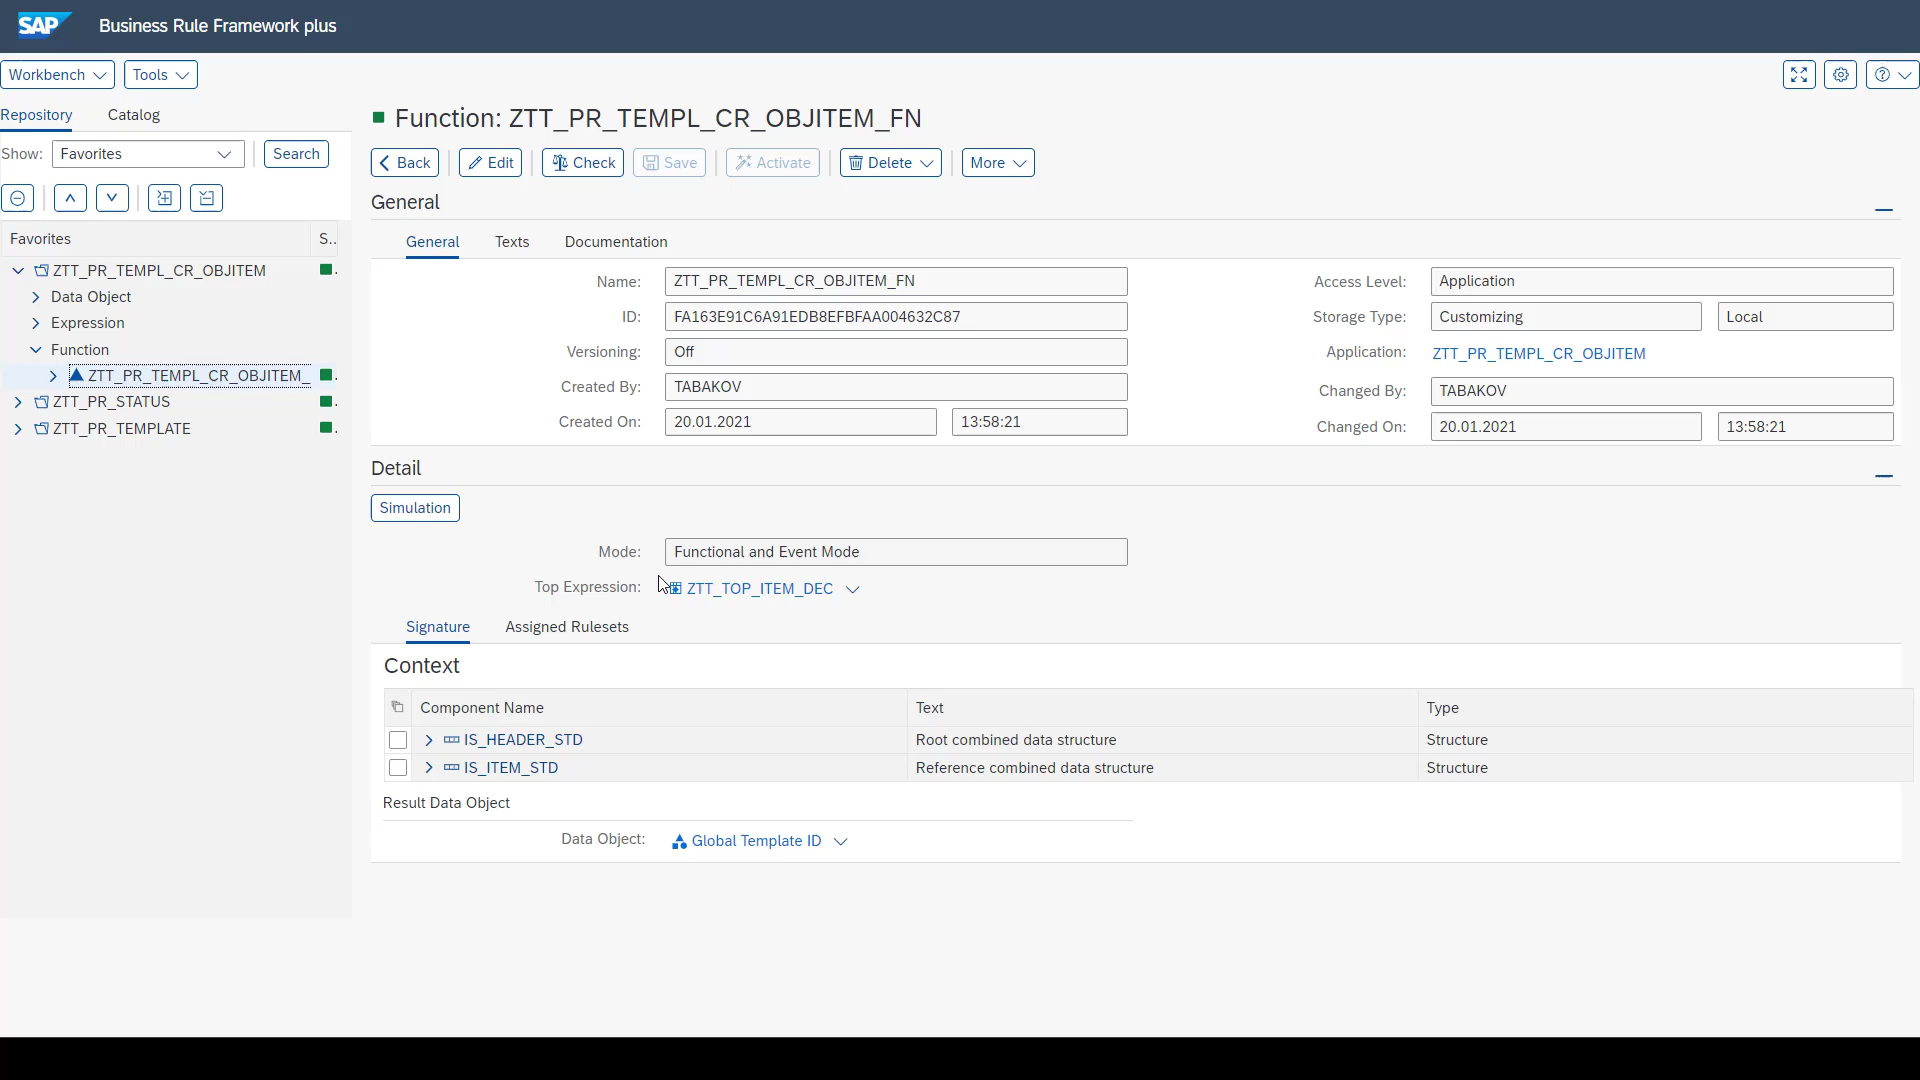 SAP Business Rule Framework plus
Workbench Tools
Repository Catalog
Show: Favorites Search
Favorites S..
ZTT_PR_TEMPL_CR_OBJITEM
Data Object
Expression
Function
ZTT_PR_TEMPL_CR_OBJITEM_
ZTT_PR_STATUS
ZTT_PR_TEMPLATE
Function: ZTT_PR_TEMPL_CR_OBJITEM_FN
Back Edit Check Save Activate Delete More
General
General Texts Documentation
Name: ZTT_PR_TEMPL_CR_OBJITEM_FN Access Level: Application
ID: FA163E91C6A91EDB8EFBFAA004632C87 Storage Type: Customizing Local
Versioning: Off Application: ZTT_PR_TEMPL_CR_OBJITEM
Created By: TABAKOV Changed By: TABAKOV
Created On: 20.01.2021 13:58:21 Changed On: 20.01.2021 13:58:21
Detail
Simulation
Mode: Functional and Event Mode
Top Expression: ZTT_TOP_ITEM_DEC
Signature Assigned Rulesets
Context
Component Name Text Type
IS_HEADER_STD Root combined data structure Structure
IS_ITEM_STD Reference combined data structure Structure
Result Data Object
Data Object: Global Template ID